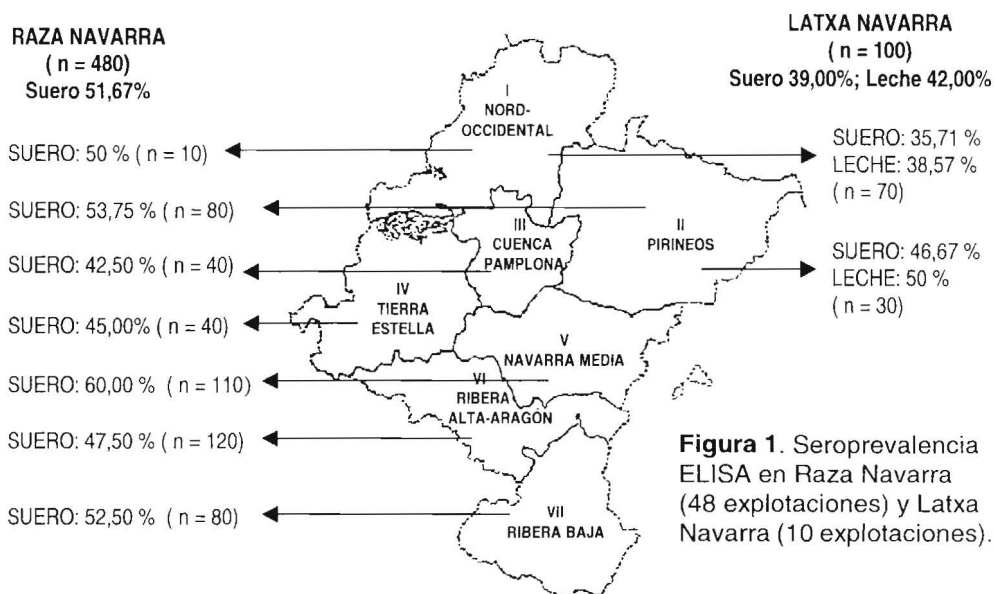 RAZA NAVARRA
( n = 480)
Suero 51,67%
LATXA NAVARRA
( n = 100)
Suero 39,00%; Leche 42,00%
SUERO: 50 % ( n = 10)
SUERO: 53,75 % ( n = 80)
SUERO: 42,50 % ( n = 40)
SUERO: 45,00% ( n = 40)
SUERO: 60,00 % ( n = 110)
SUERO: 47,50 % ( n = 120)
SUERO: 52,50 % ( n = 80)
I
NORD-
OCCIDENTAL
II
PIRINEOS
III
CUENCA
PAMPLONA
IV
TIERRA
ESTELLA
V
NAVARRA MEDIA
VI
RIBERA
ALTA-ARAGÓN
VII
RIBERA BAJA
SUERO: 35,71 %
LECHE: 38,57 %
( n = 70)
SUERO: 46,67 %
LECHE: 50 %
( n = 30)
Figura 1. Seroprevalencia
ELISA en Raza Navarra
(48 explotaciones) y Latxa
Navarra (10 explotaciones).